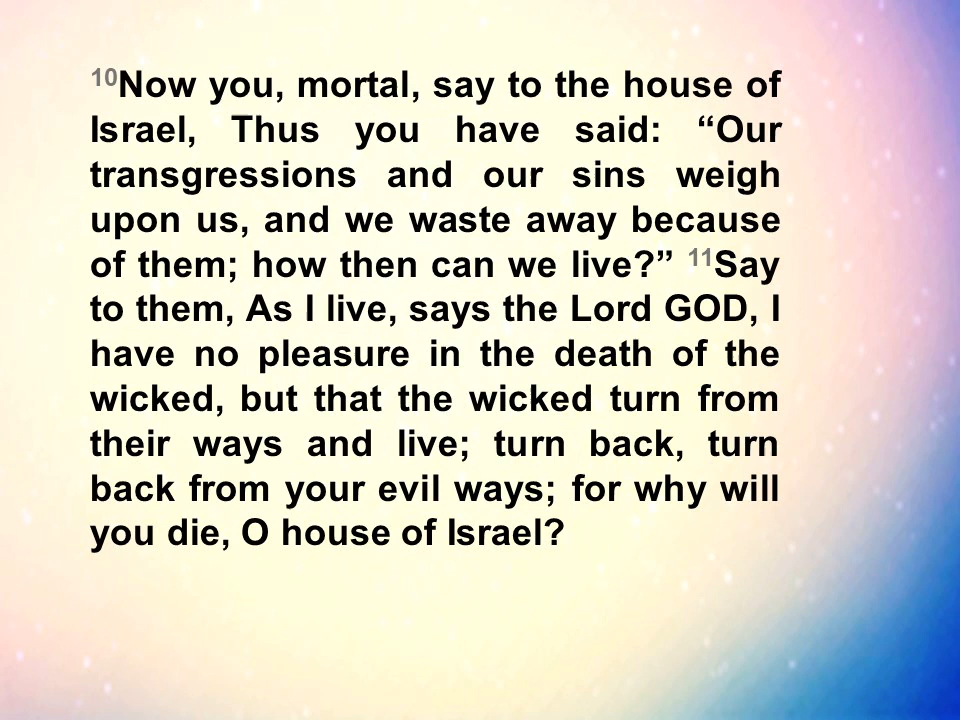 10Now you, mortal, say to the house of
Israel, Thus you have said: “Our
transgressions and our sins weigh
upon us, and we waste away because
of them; how then can we live?” 11Say
to them, As I live, says the Lord GOD, I
have no pleasure in the death of the
wicked, but that the wicked turn from
their ways and live; turn back, turn
back from your evil ways; for why will
you die, O house of Israel?